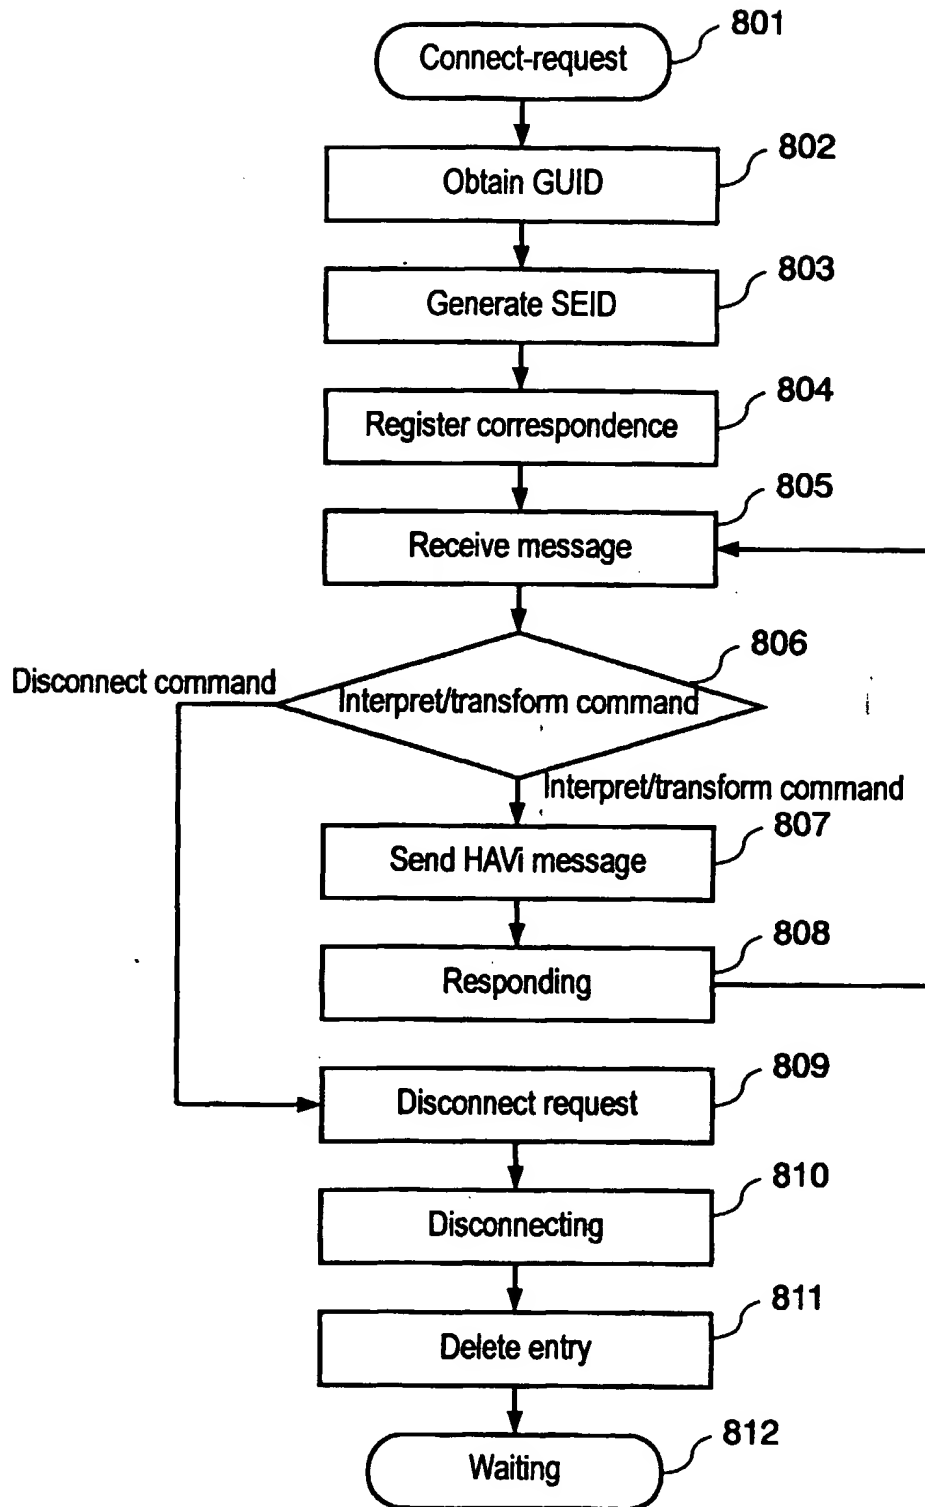 801
Connect-request
802
Obtain GUID
803
Generate SEID
804
Register correspondence
805
Receive message
806
Disconnect command
Interpret/transform command
Interpret/transform command
807
Send HAVi message
808
Responding
809
Disconnect request
810
Disconnecting
811
Delete entry
812
Waiting